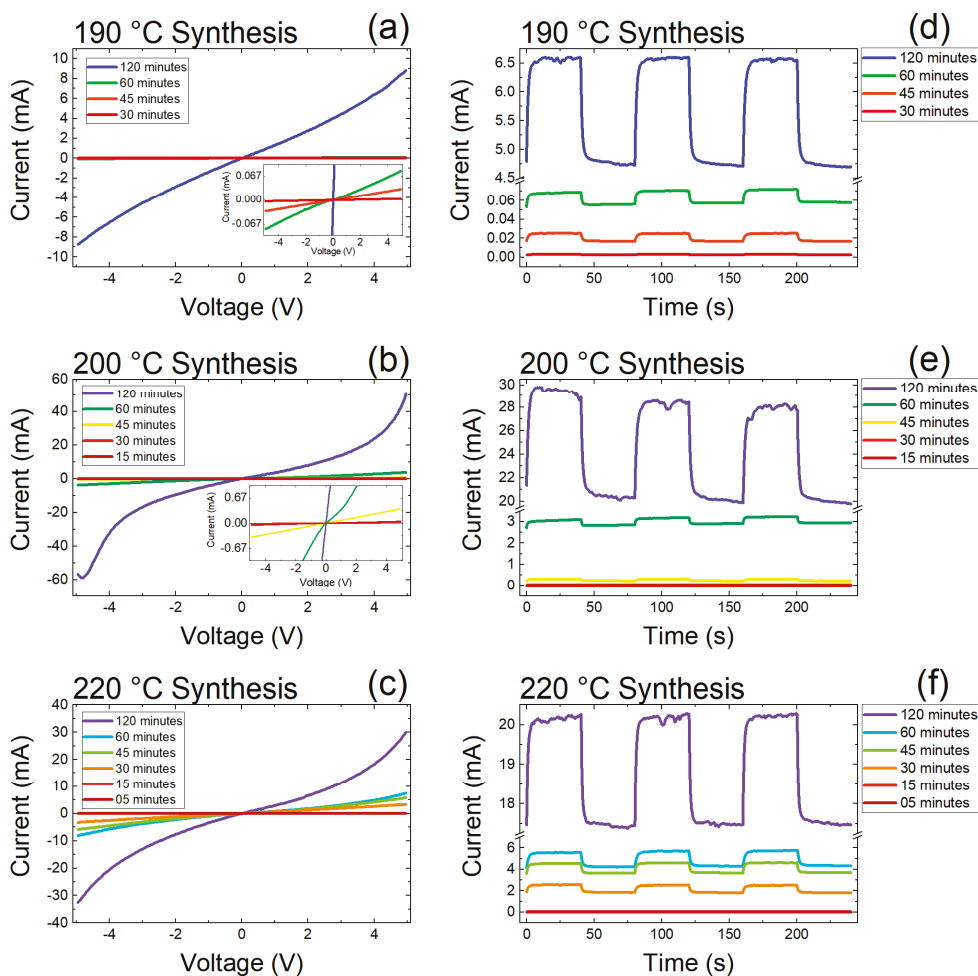 190 °C Synthesis (a)
Current (mA)
10
8
6
4
2
0
-2
-4
-6
-8
-10
120 minutes
60 minutes
45 minutes
30 minutes
Current (mA)
0.067
0.000
-0.067
-4 -2 0 2 4
Voltage (V)
-4 -2 0 2 4
Voltage (V)
190 °C Synthesis (d)
Current (mA)
6.5
6.0
5.5
5.0
4.5
0.06
0.04
0.02
0.00
120 minutes
60 minutes
45 minutes
30 minutes
0 50 100 150 200
Time (s)
200 °C Synthesis (b)
Current (mA)
60
40
20
0
-20
-40
-60
120 minutes
60 minutes
45 minutes
30 minutes
15 minutes
Current (mA)
0.67
0.00
-0.67
-4 -2 0 2 4
Voltage (V)
-4 -2 0 2 4
Voltage (V)
200 °C Synthesis (e)
Current (mA)
30
28
26
24
22
20
3
2
1
0
120 minutes
60 minutes
45 minutes
30 minutes
15 minutes
0 50 100 150 200
Time (s)
220 °C Synthesis (c)
Current (mA)
40
30
20
10
0
-10
-20
-30
-40
120 minutes
60 minutes
45 minutes
30 minutes
15 minutes
05 minutes
-4 -2 0 2 4
Voltage (V)
220 °C Synthesis (f)
Current (mA)
20
19
18
6
4
2
0
120 minutes
60 minutes
45 minutes
30 minutes
15 minutes
05 minutes
0 50 100 150 200
Time (s)